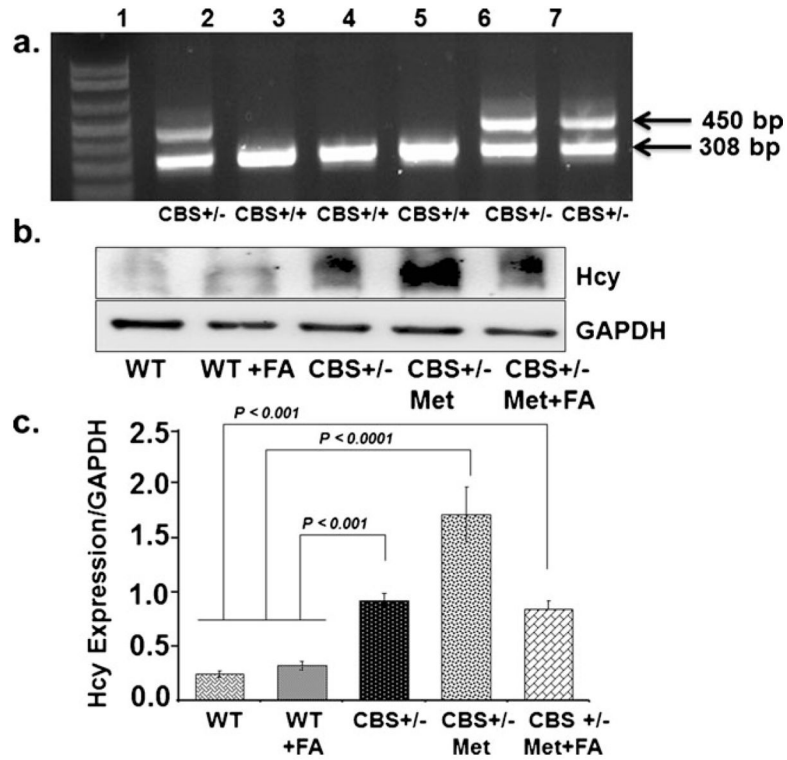 1 2 3 4 5 6 7
a.
450 bp
308 bp
CBS+/- CBS+/+ CBS+/+ CBS+/+ CBS+/- CBS+/-
b.
Hcy
GAPDH
WT WT +FA CBS+/- CBS+/- CBS+/-
Met Met+FA
c.
P < 0.001
P < 0.0001
P < 0.001
Hcy Expression/GAPDH
2.5
2.0
1.5
1.0
0.5
0.0
WT WT CBS+/- CBS+/- CBS +/-
+FA Met Met+FA